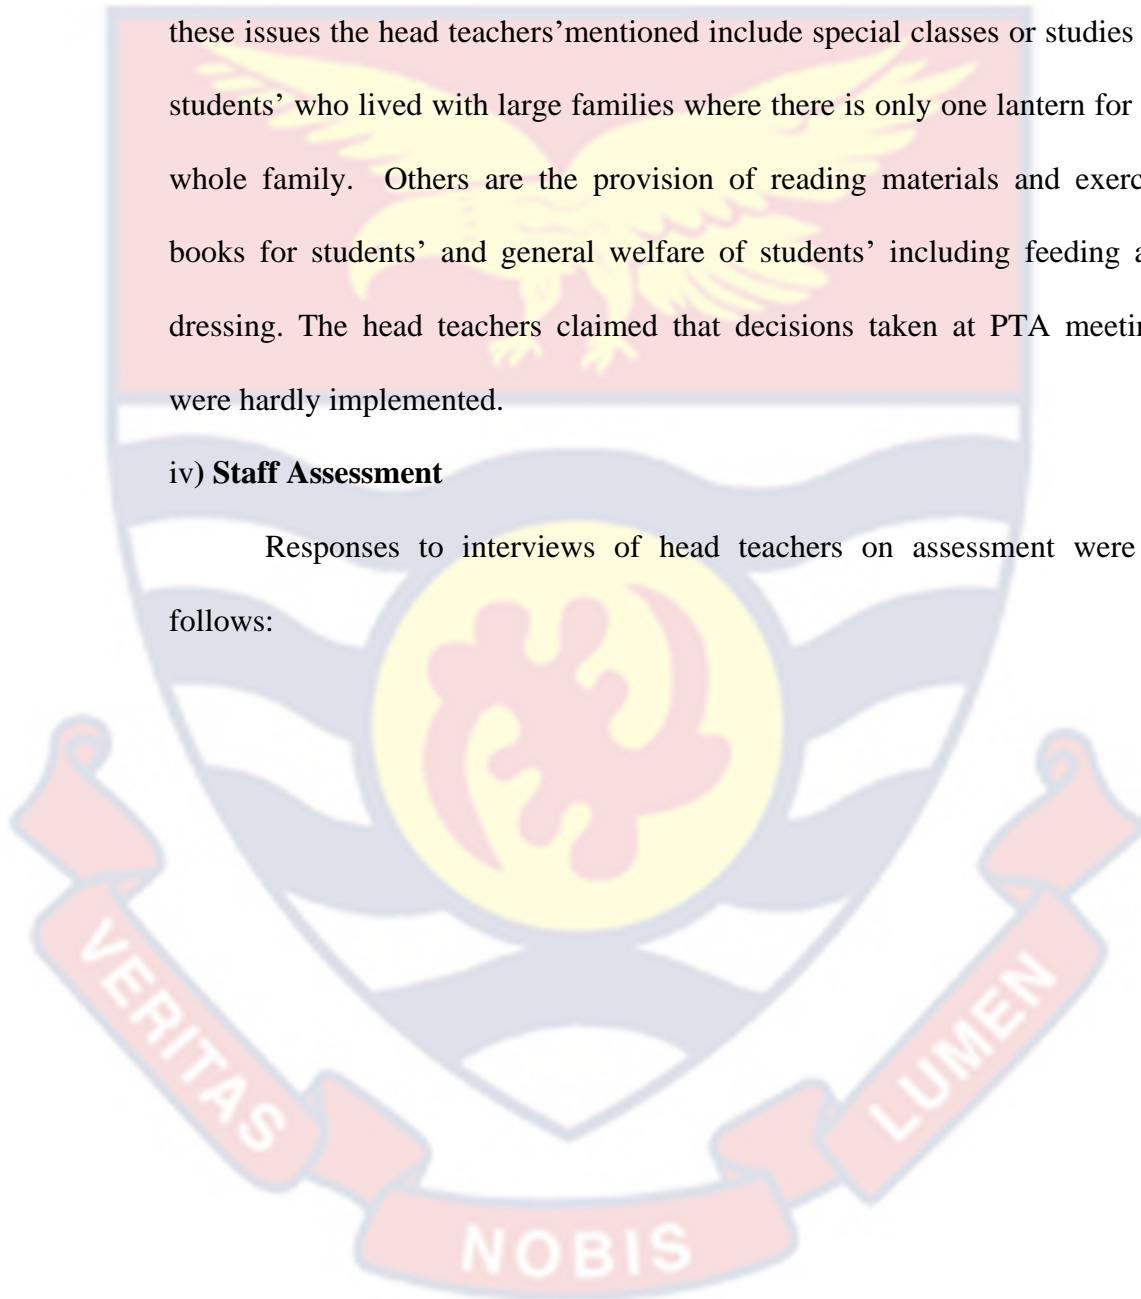 these issues the head teachers’mentioned include special classes or studies
students’ who lived with large families where there is only one lantern for
whole family. Others are the provision of reading materials and exerc
books for students’ and general welfare of students’ including feeding a
dressing. The head teachers claimed that decisions taken at PTA meetin
were hardly implemented.
iv) Staff Assessment
Responses to interviews of head teachers on assessment were
follows:
VERITAS
NOBIS
LUMEN